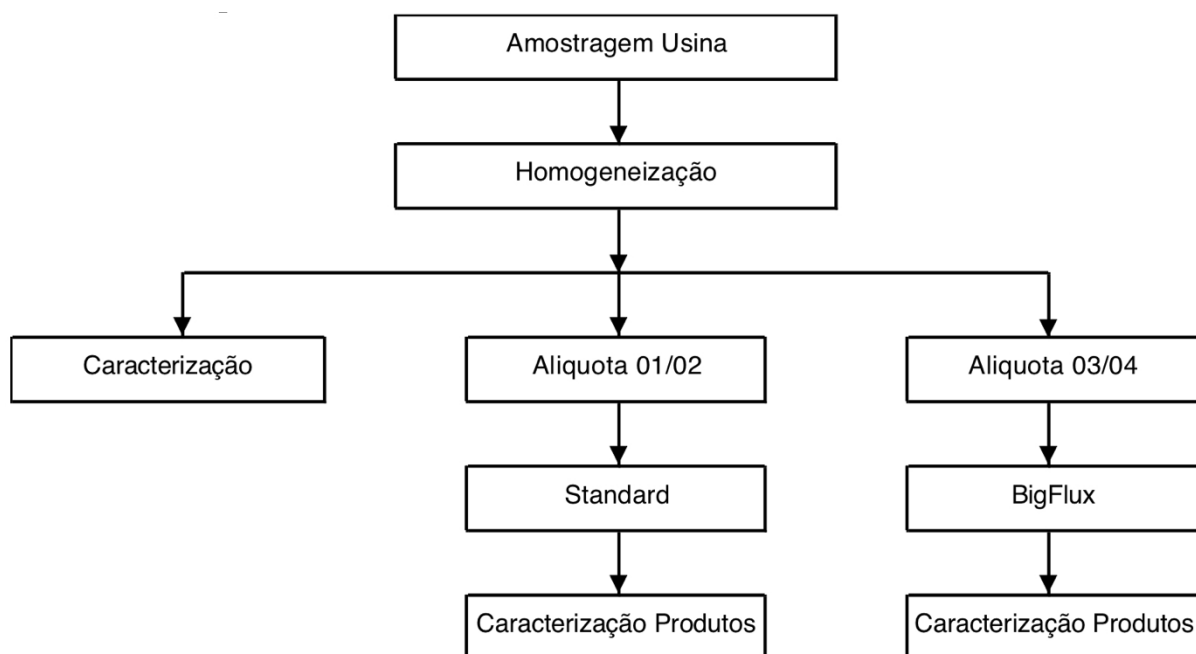 Amostragem Usina
Homogeneização
Caracterização
Aliquota 01/02
Aliquota 03/04
Standard
BigFlux
Caracterização Produtos
Caracterização Produtos